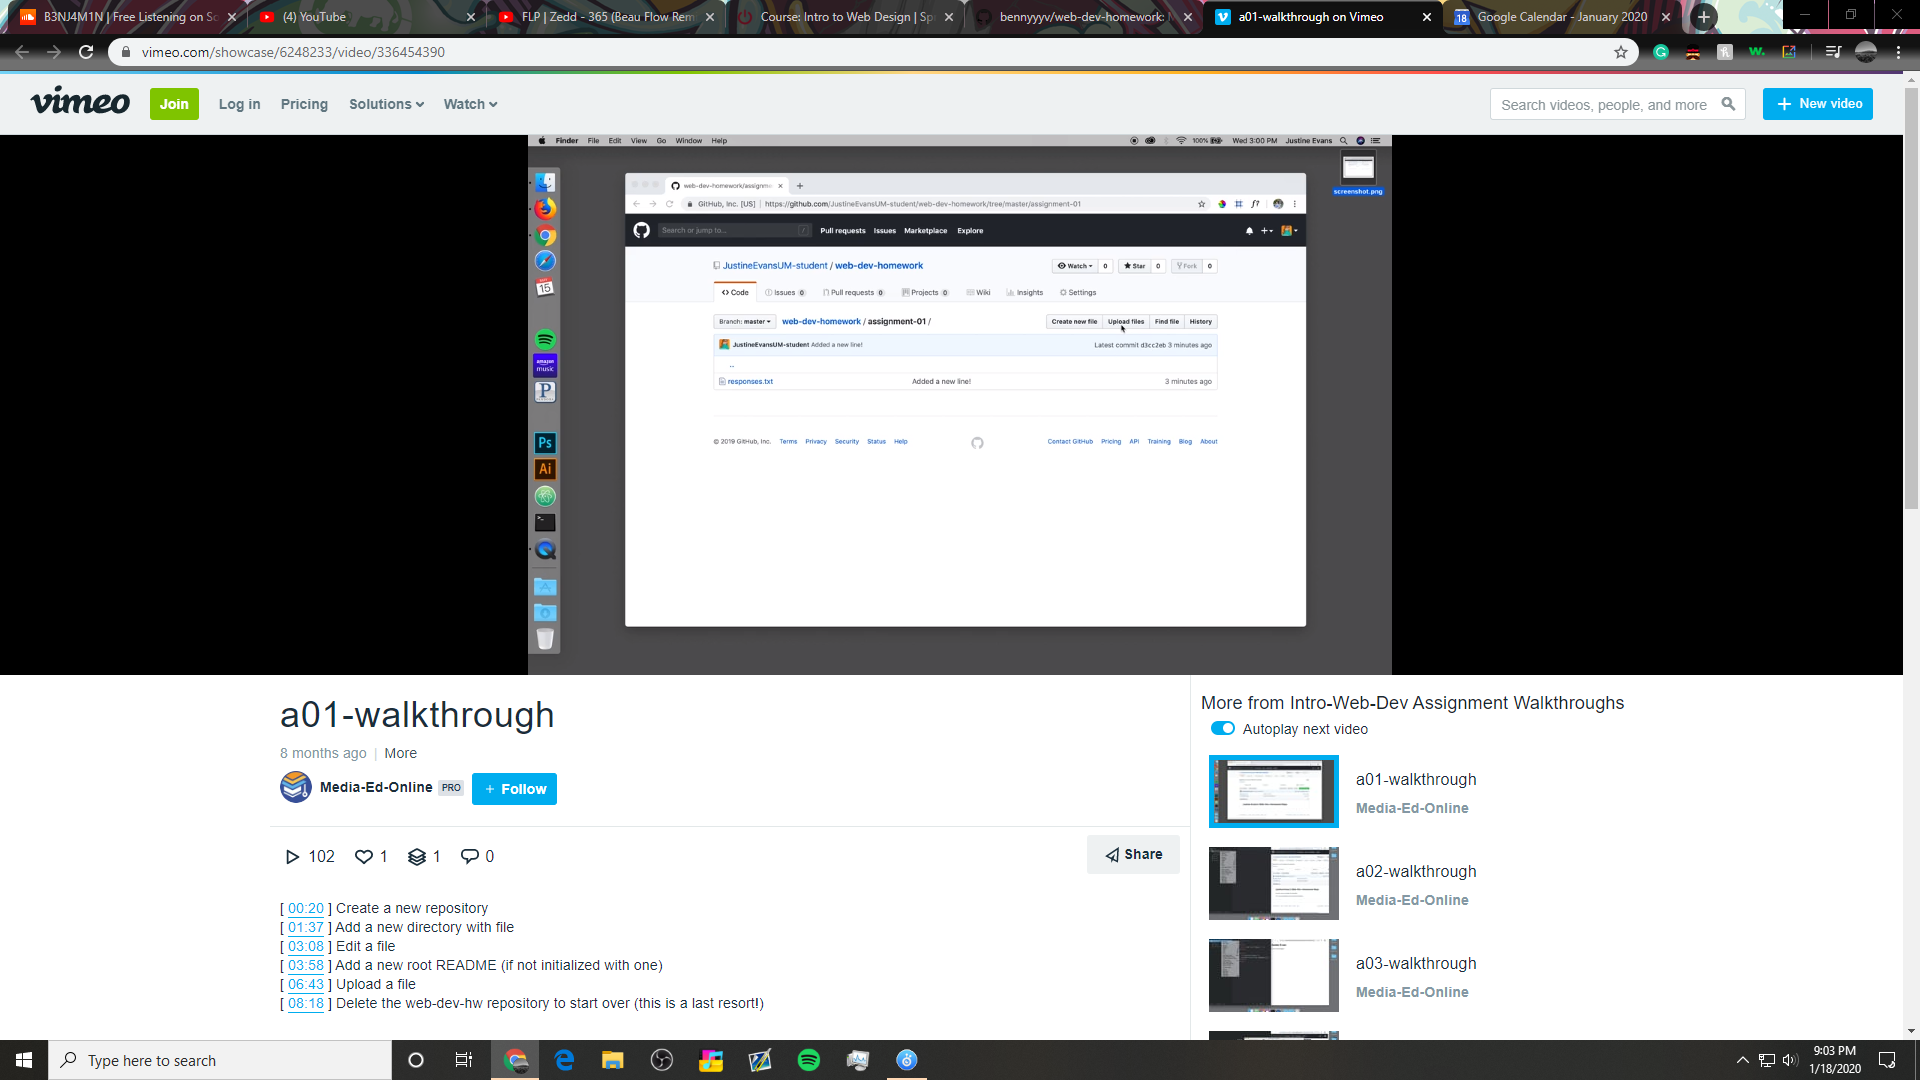 B3NJ4M1N | Free Listening on So
(4) YouTube
FLP | Zedd - 365 (Beau Flow Rem
Course: Intro to Web Design | Sp
bennyyyv/web-dev-homework:
a01-walkthrough on Vimeo
Google Calendar - January 2020
vimeo.com/showcase/6248233/video/336454390
vimeo
Join
Log in
Pricing
Solutions
Watch
Search videos, people, and more
+ New video
Finder File Edit View Go Window Help
100% Wed 3:00 PM Justine Evans
screenshot.png
web-dev-homework/assignme
GitHub, Inc. [US] | https://github.com/JustineEvansUM-student/web-dev-homework/tree/master/assignment-01
Search or jump to... /
Pull requests Issues Marketplace Explore
JustineEvansUM-student / web-dev-homework
Watch 0 Star 0 Fork 0
Code Issues 0 Pull requests 0 Projects 0 Wiki Insights Settings
Branch: master web-dev-homework / assignment-01 /
Create new file Upload files Find file History
JustineEvansUM-student Added a new line!
Latest commit d3cc2eb 3 minutes ago
..
responses.txt Added a new line! 3 minutes ago
© 2019 GitHub, Inc. Terms Privacy Security Status Help
Contact GitHub Pricing API Training Blog About
15
amazon music
Ps
Ai
a01-walkthrough
8 months ago | More
Media-Ed-Online PRO
+ Follow
102 1 1 0
Share
[ 00:20 ] Create a new repository
[ 01:37 ] Add a new directory with file
[ 03:08 ] Edit a file
[ 03:58 ] Add a new root README (if not initialized with one)
[ 06:43 ] Upload a file
[ 08:18 ] Delete the web-dev-hw repository to start over (this is a last resort!)
More from Intro-Web-Dev Assignment Walkthroughs
Autoplay next video
a01-walkthrough
Media-Ed-Online
a02-walkthrough
Media-Ed-Online
a03-walkthrough
Media-Ed-Online
Type here to search
9:03 PM
1/18/2020